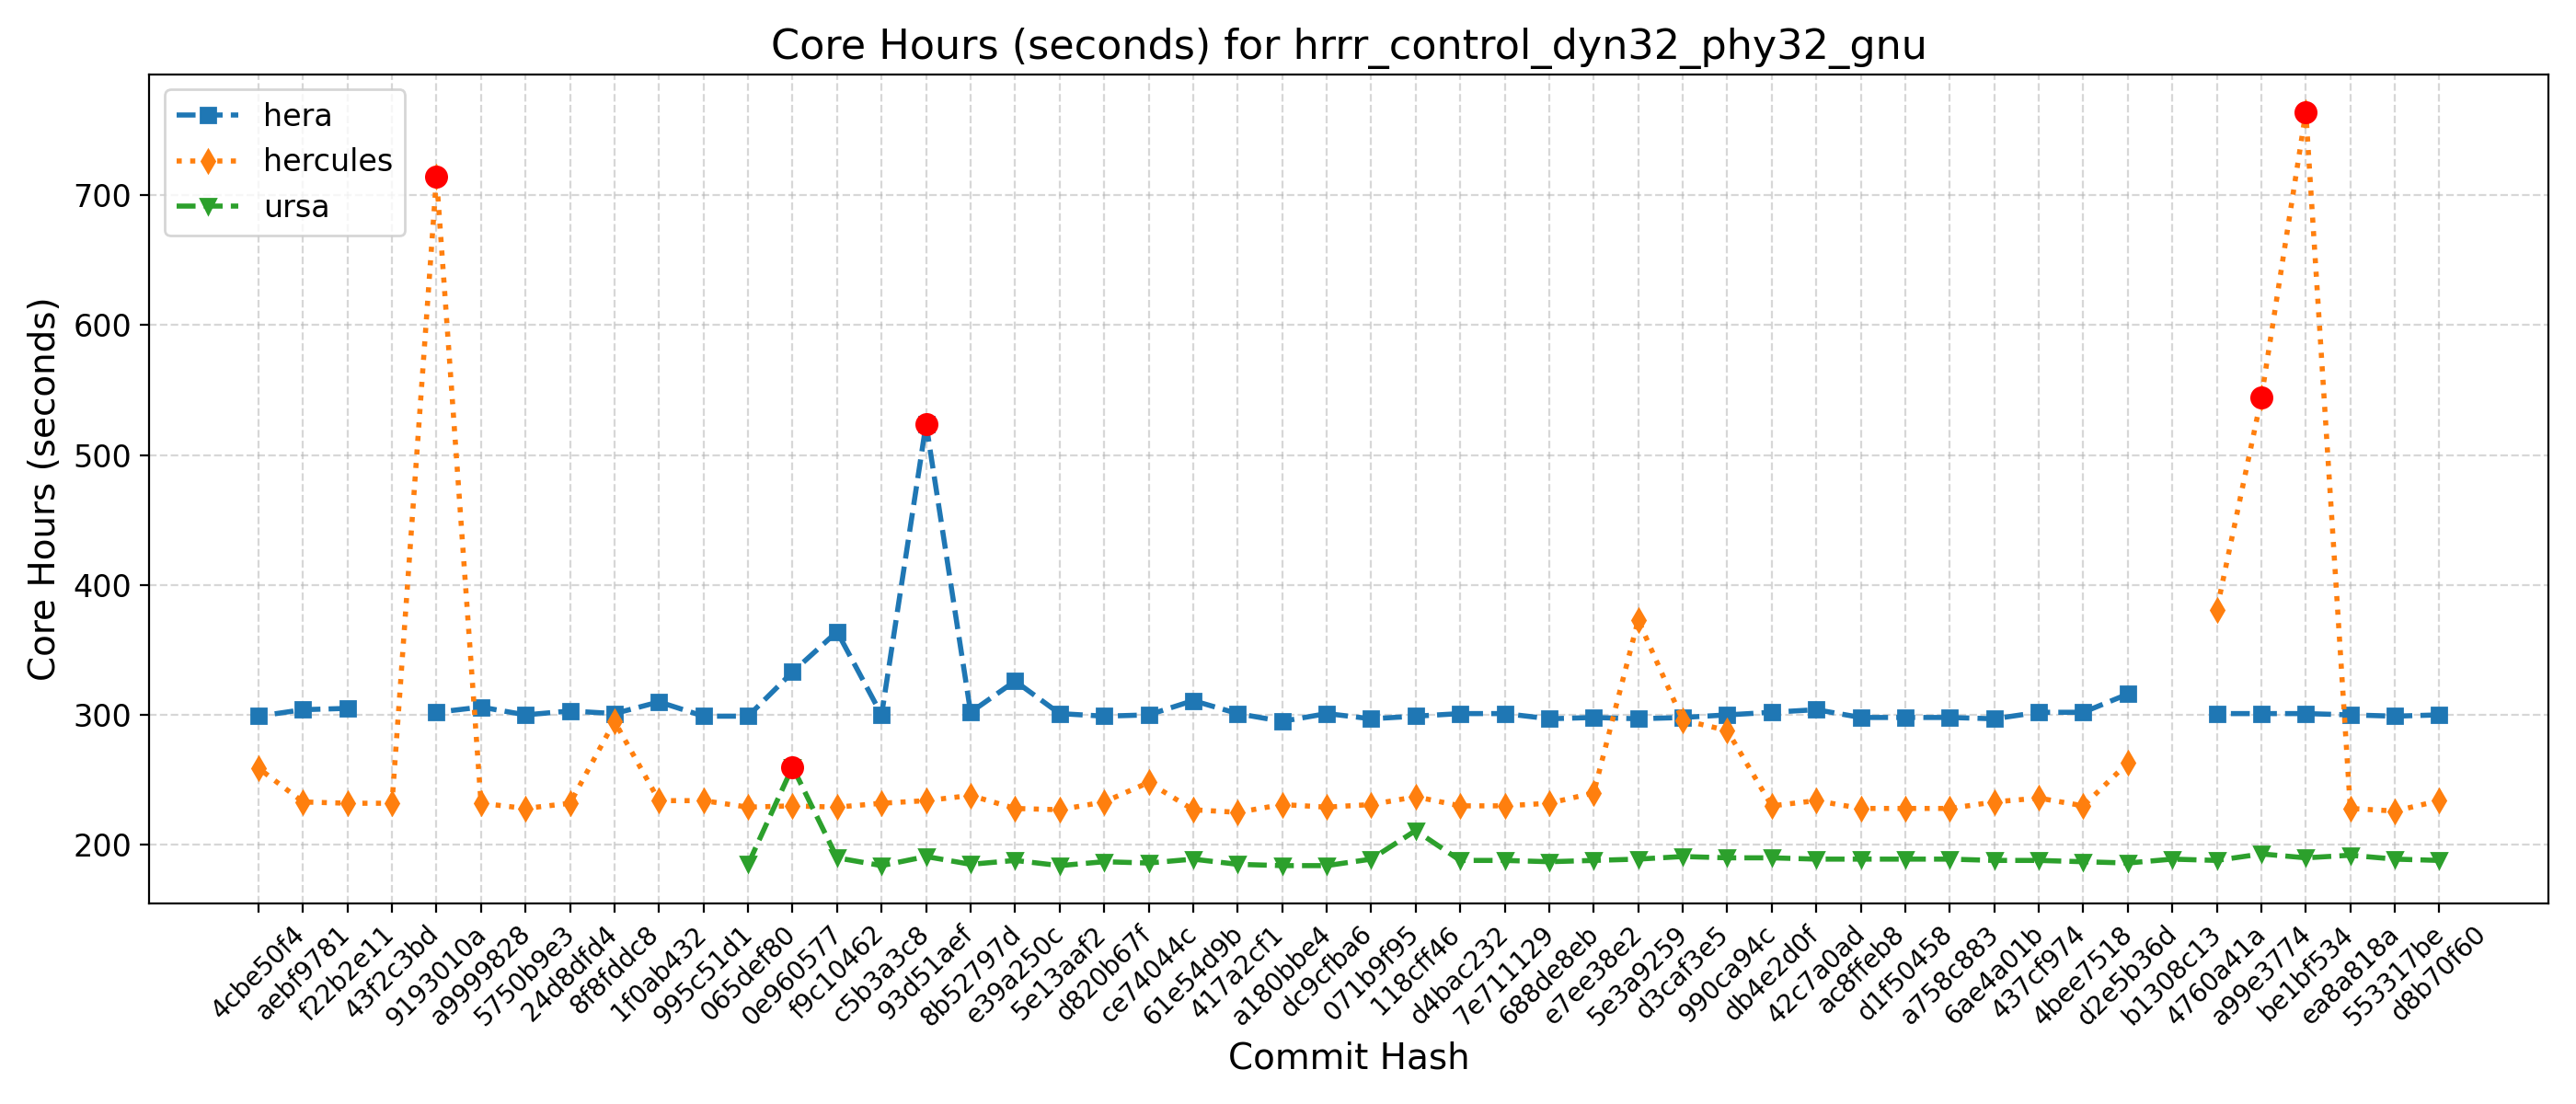 Core Hours (seconds) for hrrr_control_dyn32_phy32_gnu
hera
hercules
ursa
Core Hours (seconds)
700
600
500
400
300
200
4cbe50f4
aebf9781
f22b2e11
43f2c3bd
9193010a
a9999828
5750b9e3
24d8dfd4
8f8fddc8
1f0ab432
995c51d1
065def80
0e960577
f9c10462
c5b3a3c8
93d51aef
8b52797d
e39a250c
5e13aaf2
d820b67f
ce74044c
61e54d9b
417a2cf1
a180bbe4
dc9cfba6
071b9f95
118cff46
d4bac232
7e711129
688de8eb
e7ee38e2
5e3a9259
d3caf3e5
990ca94c
db4e2d0f
42c7a0ad
ac8ffeb8
d1f50458
a758c883
6ae4a01b
437cf974
4bee7518
d2e5b36d
b1308c13
4760a41a
a99e3774
be1bf534
ea8a818a
553317be
d8b70f60
Commit Hash